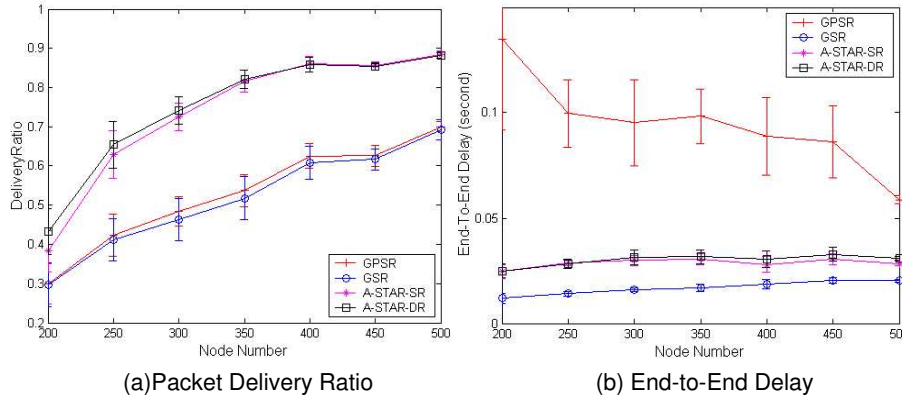 1
0.9
0.8
0.7
0.6
0.5
0.4
0.3
0.2
DeliveryRatio
200 250 300 350 400 450 500
Node Number
GPSR
GSR
A-STAR-SR
A-STAR-DR
(a)Packet Delivery Ratio
GPSR
GSR
A-STAR-SR
A-STAR-DR
0.1
0.05
0
End-To-End Delay (second)
200 250 300 350 400 450 500
Node Number
(b) End-to-End Delay